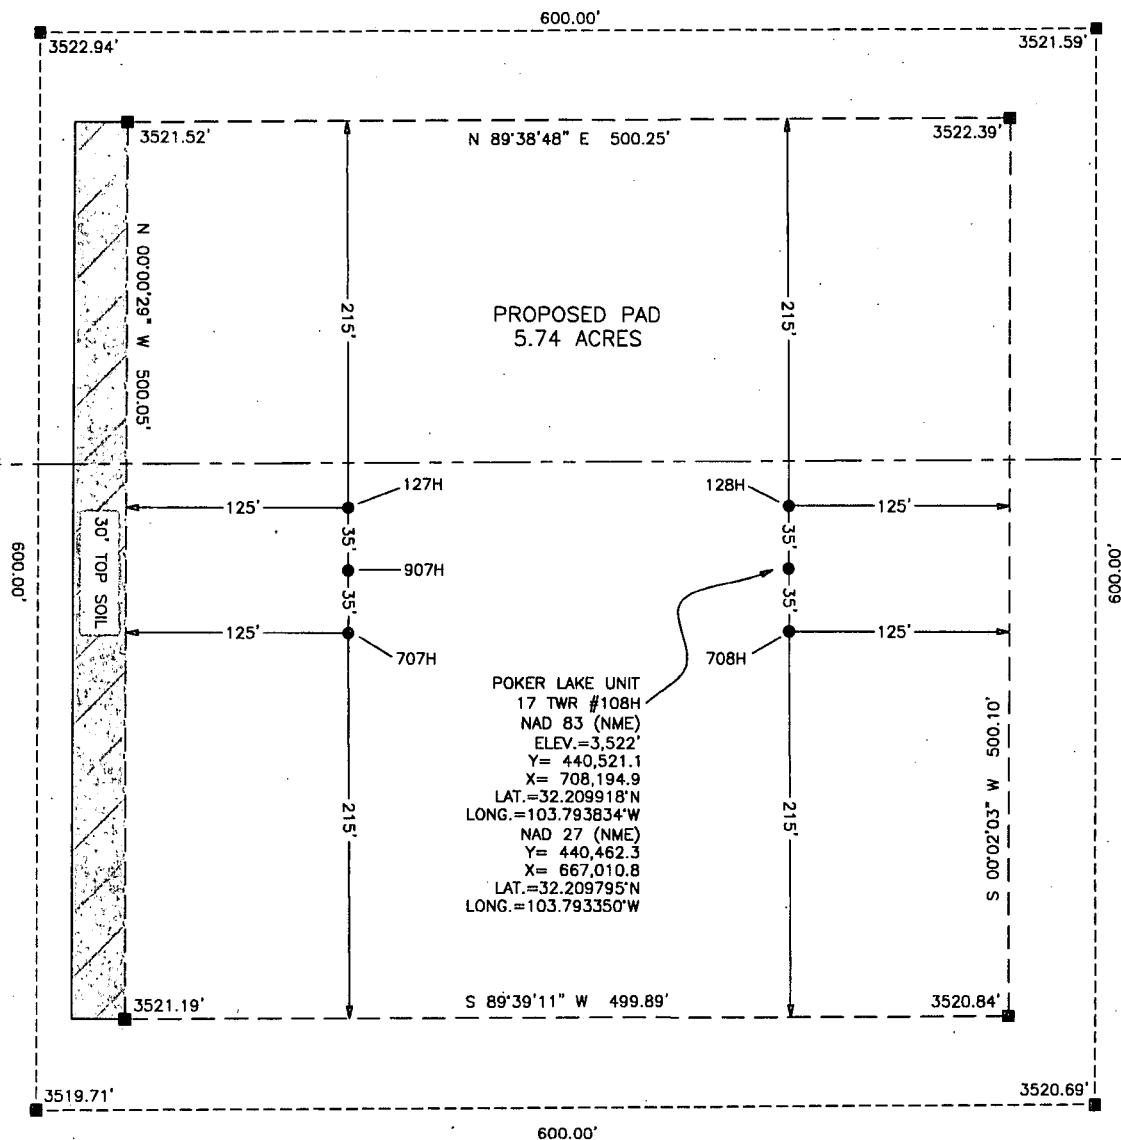 600.00'
3522.94'
3521.59'
3521.52'
N 89°38'48" E 500.25'
3522.39'
N 00°00'29" W 500.05'
215'
215'
PROPOSED PAD
5.74 ACRES
127H
128H
125'
125'
35'
35'
30' TOP SOIL
600.00'
600.00'
907H
35'
35'
125'
125'
707H
708H
POKER LAKE UNIT
17 TWR #108H
NAD 83 (NME)
ELEV.=3,522'
Y= 440,521.1
X= 708,194.9
LAT.=32.209918°N
LONG.=103.793834°W
NAD 27 (NME)
Y= 440,462.3
X= 667,010.8
LAT.=32.209795°N
LONG.=103.793350°W
S 00°02'03" W 500.10'
215'
215'
3521.19'
S 89°39'11" W 499.89'
3520.84'
3519.71'
3520.69'
600.00'